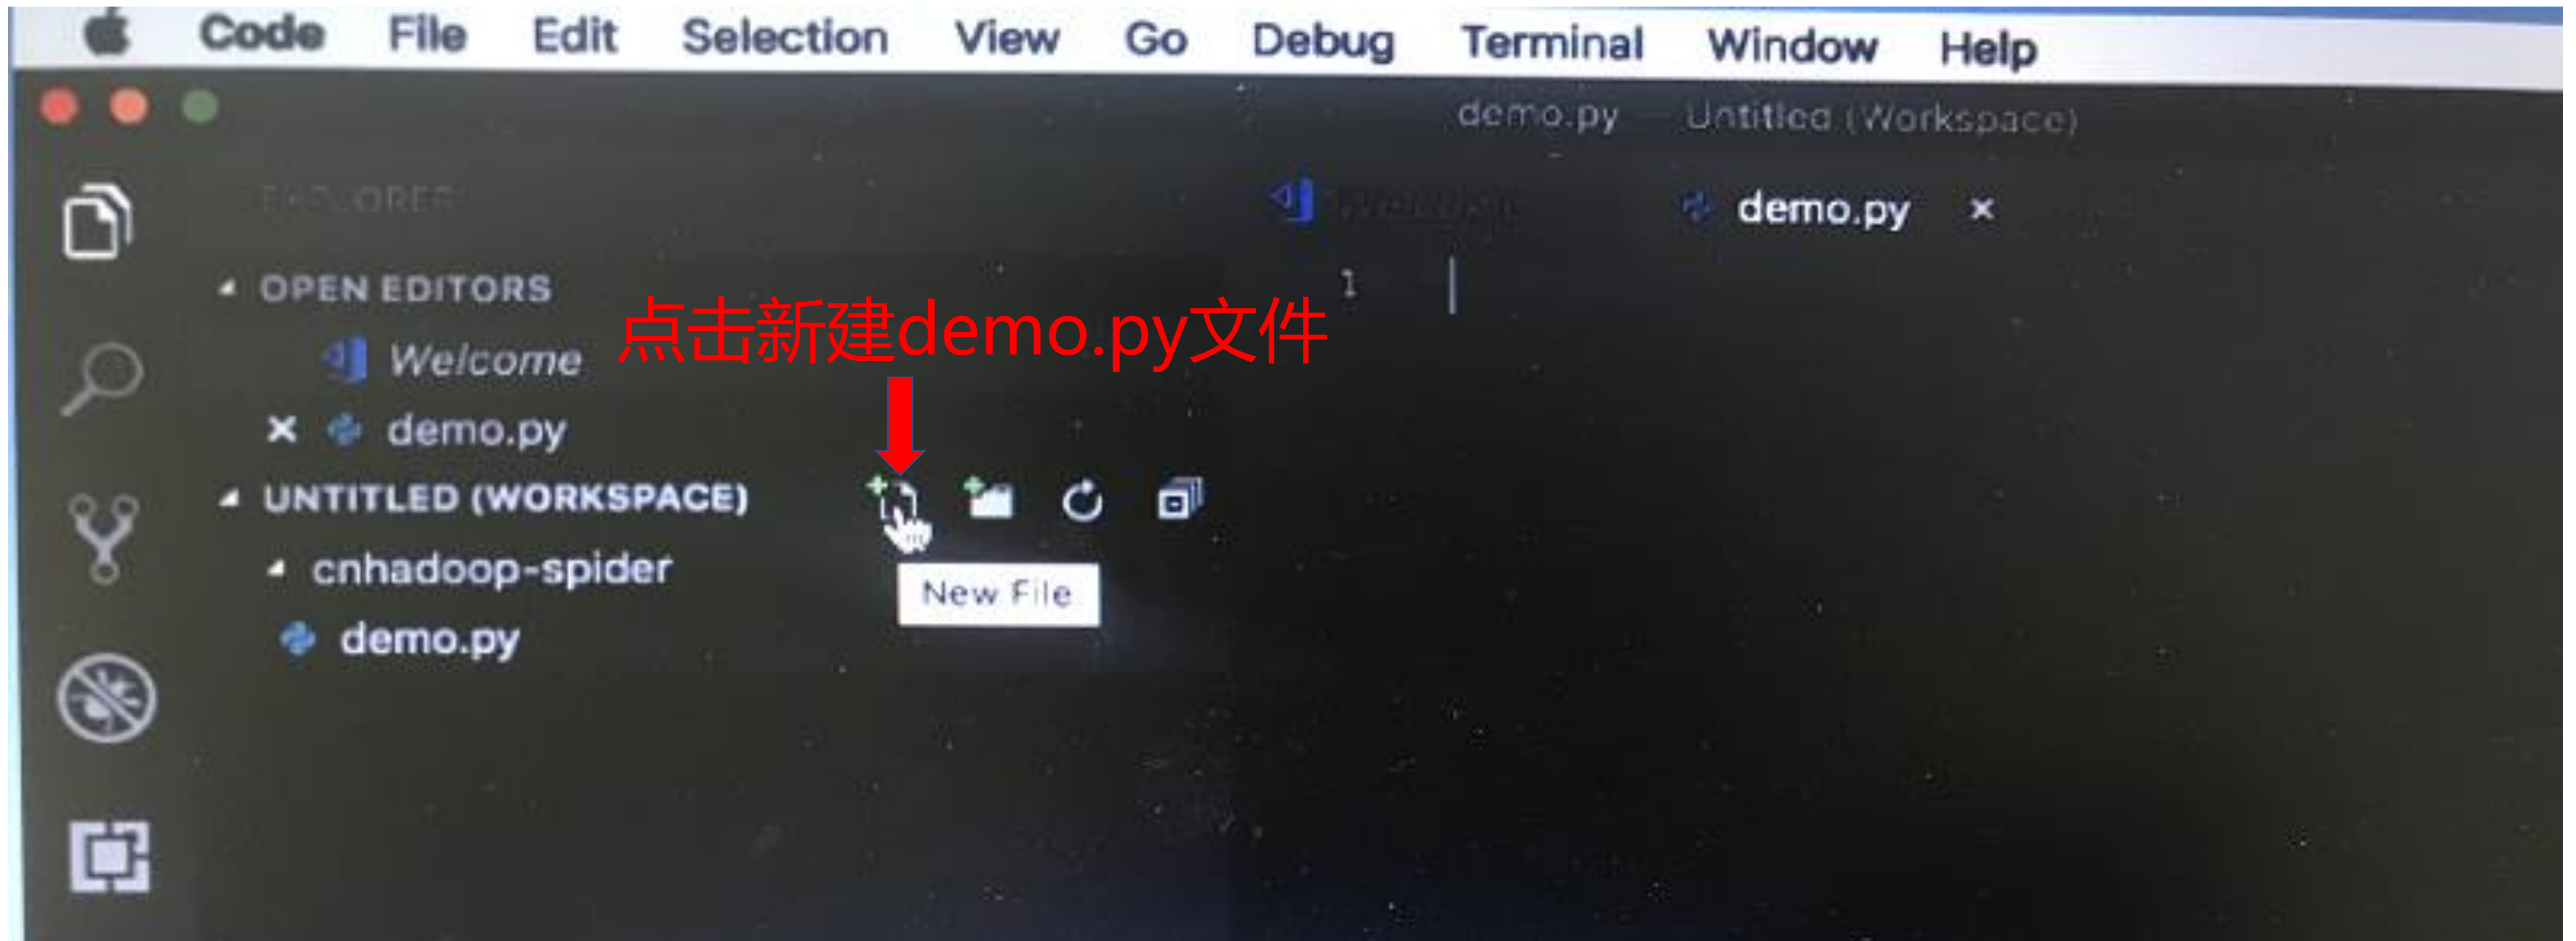 Code File Edit Selection View Go Debug Terminal Window Help
demo.py Untitled (Workspace)
EXPLORER
Welcome demo.py ×
OPEN EDITORS
1
点击新建demo.py文件
Welcome
× demo.py
UNTITLED (WORKSPACE)
cnhadoop-spider
New File
demo.py